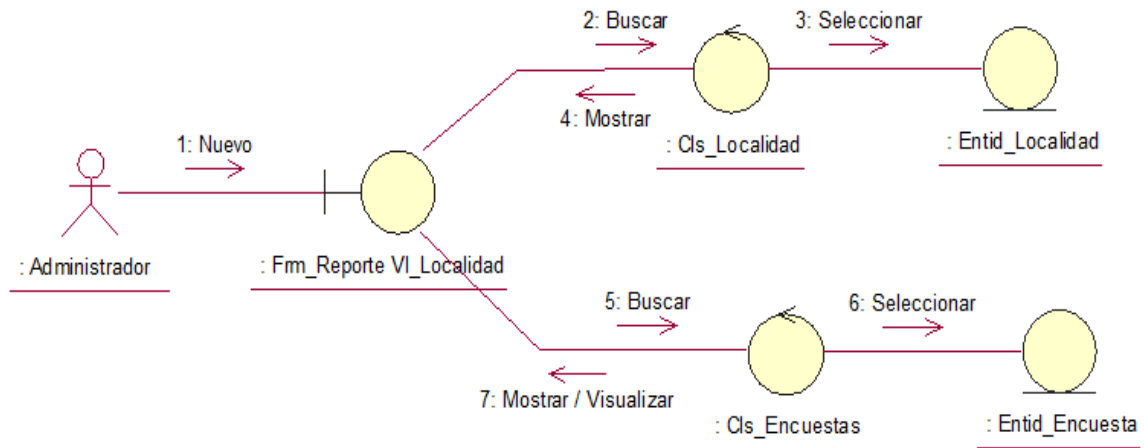 2: Buscar
3: Seleccionar
4: Mostrar
: Cls_Localidad
: Entid_Localidad
1: Nuevo
: Administrador
: Frm_Reporte VI_Localidad
5: Buscar
6: Seleccionar
7: Mostrar / Visualizar
: Cls_Encuestas
: Entid_Encuesta